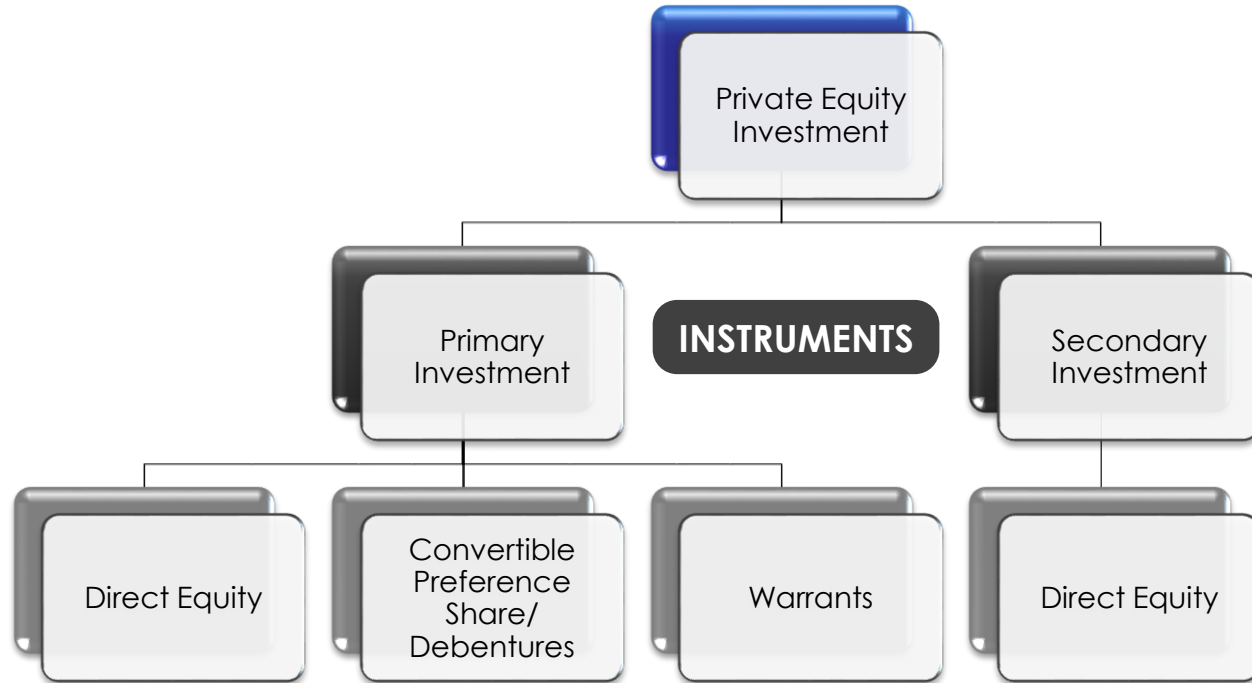 Private Equity
Investment
Primary
Investment
INSTRUMENTS
Secondary
Investment
Direct Equity
Convertible
Preference
Share/
Debentures
Warrants
Direct Equity